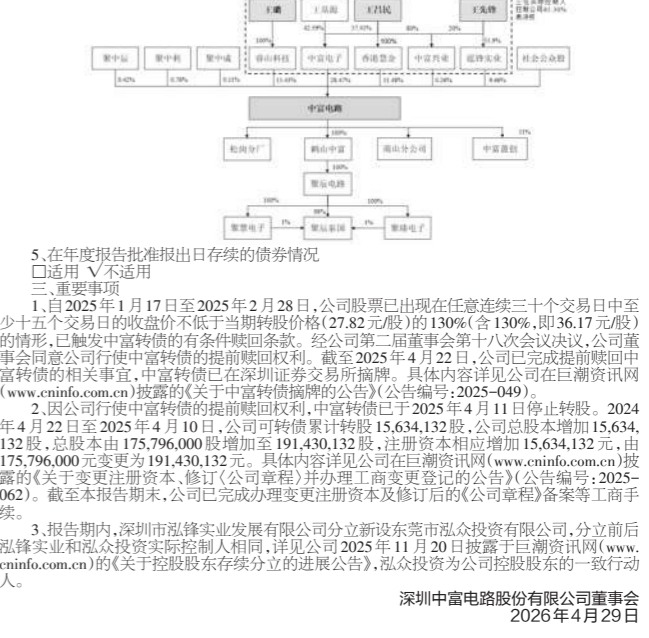 王璐 王基源 王昌民 王先锋
42.59% 37.92% 80% 20%
100% 100% 51.9%
聚中辰 聚中利 聚中成 睿山科技 中富电子 香港慧金 中富兴业 泓锋实业 社会公众股
中富电路
100% 51%
松岗分厂 鹤山中富 南山分公司 中富盈创
100%
聚辰电路
100% 98% 100%
聚慧电子 1% 聚辰泰国 1% 聚臻电子
5、在年度报告批准报出日存续的债券情况
□适用 √不适用
三、重要事项
1、自2025年1月17日至2025年2月28日，公司股票已出现在任意连续三十个交易日中至
少十五个交易日的收盘价不低于当期转股价格（27.82元/股）的130%（含130%，即36.17元/股）
的情形，已触发中富转债的有条件赎回条款。经公司第二届董事会第十八次会议决议，公司董
事会同意公司行使中富转债的提前赎回权利。截至2025年4月22日，公司已完成提前赎回中
富转债的相关事宜，中富转债已在深圳证券交易所摘牌。具体内容详见公司在巨潮资讯网
（www.cninfo.com.cn）披露的《关于中富转债摘牌的公告》（公告编号：2025-049）。
2、因公司行使中富转债的提前赎回权利，中富转债已于2025年4月11日停止转股。2024
年4月22日至2025年4月10日，公司可转债累计转股15,634,132股，公司总股本增加15,634,
132股，总股本由175,796,000股增加至191,430,132股，注册资本相应增加15,634,132元，由
175,796,000元变更为191,430,132元。具体内容详见公司在巨潮资讯网（www.cninfo.com.cn）披
露的《关于变更注册资本、修订〈公司章程〉并办理工商变更登记的公告》（公告编号：2025-
062）。截至本报告期末，公司已完成办理变更注册资本及修订后的《公司章程》备案等工商手
续。
3、报告期内，深圳市泓锋实业发展有限公司分立新设东莞市泓众投资有限公司，分立前后
泓锋实业和泓众投资实际控制人相同，详见公司2025年11月20日披露于巨潮资讯网（www.
cninfo.com.cn）的《关于控股股东存续分立的进展公告》，泓众投资为公司控股股东的一致行动
人。
深圳中富电路股份有限公司董事会
2026年4月29日